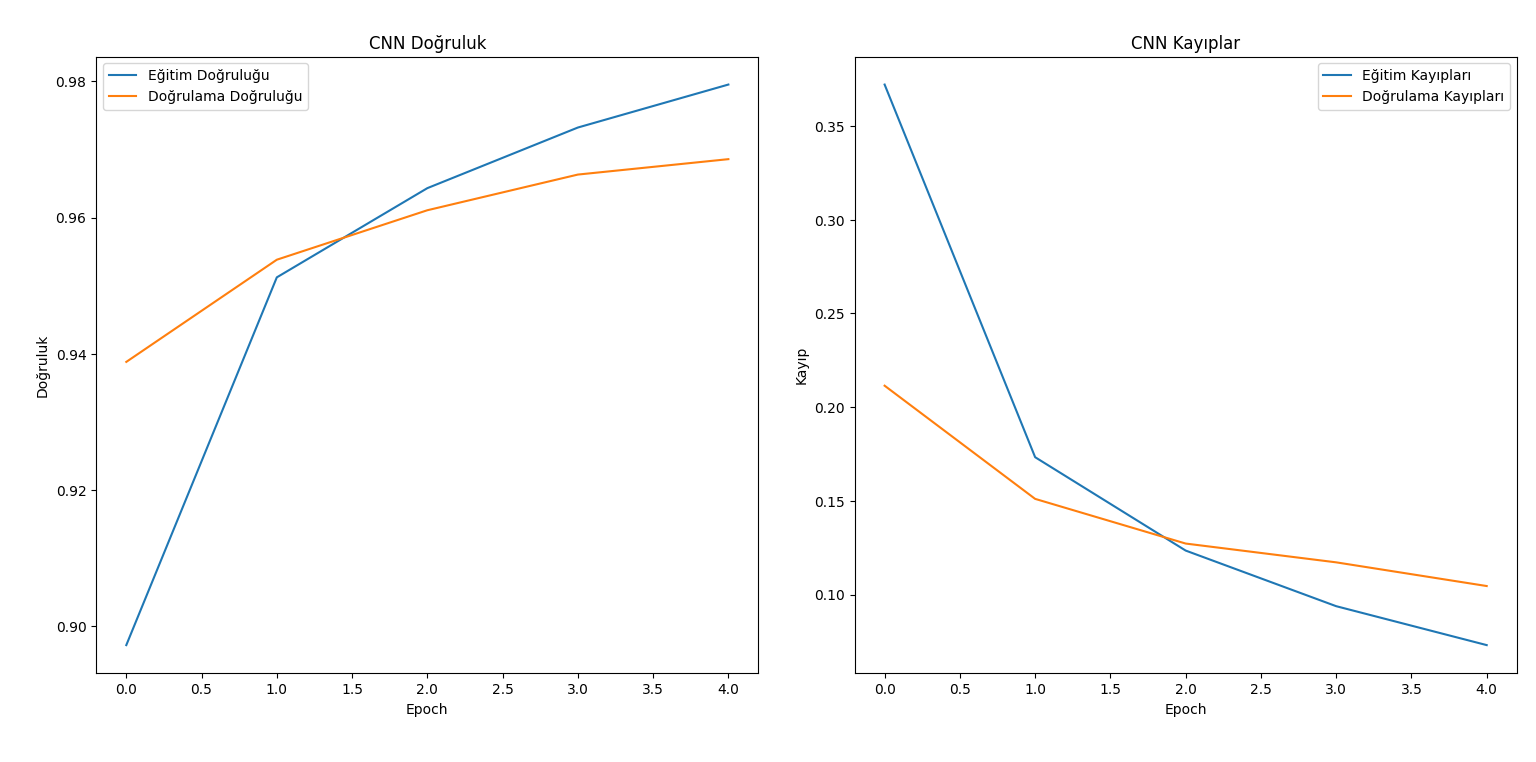 CNN Doğruluk
Eğitim Doğruluğu
Doğrulama Doğruluğu
Doğruluk
0.98
0.96
0.94
0.92
0.90
0.0 0.5 1.0 1.5 2.0 2.5 3.0 3.5 4.0
Epoch
CNN Kayıplar
Eğitim Kayıpları
Doğrulama Kayıpları
Kayıp
0.35
0.30
0.25
0.20
0.15
0.10
0.0 0.5 1.0 1.5 2.0 2.5 3.0 3.5 4.0
Epoch